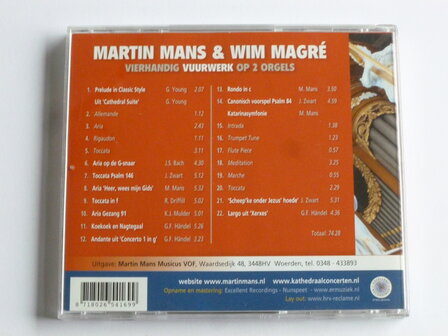 MARTIN MANS & WIM MAGRÉ
VIERHANDIG VUURWERK OP 2 ORGELS
1. Prelude in Classic Style G. Young 2.07
Uit 'Cathedral Suite' G. Young
2. Allemande 1.12
3. Aria 2.43
4. Rigaudon 1.11
5. Toccata 3.11
6. Aria op de G-snaar J.S. Bach 4.30
7. Toccata Psalm 146 J. Zwart 5.12
8. Aria 'Heer, wees mijn Gids' M. Mans 5.32
9. Toccata in f R. Driffill 5.02
10. Aria Gezang 91 K.J. Mulder 5.01
11. Koekoek en Nagtegaal G.F. Händel 3.31
12. Andante uit 'Concerto 1 in g' G.F. Händel 3.23
13. Rondo in c M. Mans 3.50
14. Canonisch voorspel Psalm 84 J. Zwart 4.59
Katarinasymfonie M. Mans
15. Intrada 1.38
16. Trumpet Tune 1.23
17. Flute Piece 0.57
18. Meditation 3.25
19. Marche 0.55
20. Toccata 2.29
21. 'Scheep'ke onder Jezus' hoede' J. Zwart 5.31
22. Largo uit 'Xerxes' G.F. Händel 4.36
Totaal: 74.28
Uitgave: Martin Mans Musicus VOF, Waardsedijk 48, 3448HV Woerden, tel. 0348 - 433893
www.martinmans.nl www.kathedraalconcerten.nl
Opname en mastering: Excellent Recordings - Nunspeet - www.ermuziek.nl
Lay out: www.hni-reclame.nl
8 718026 541699